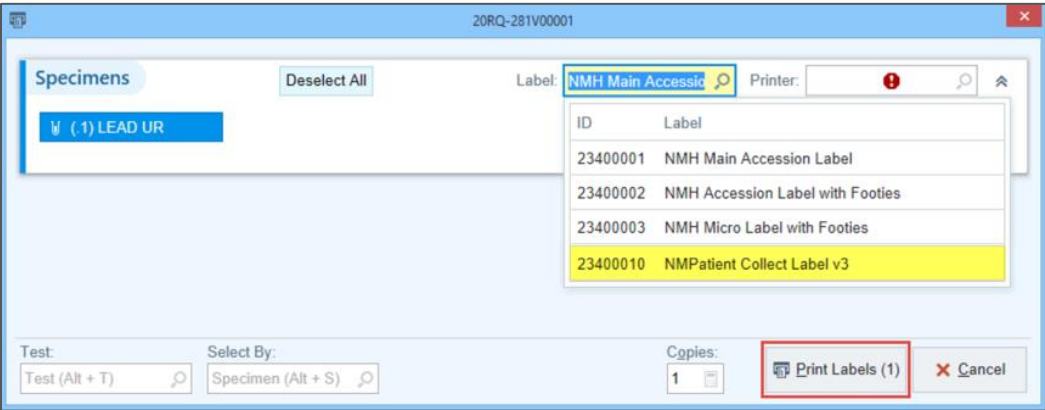 20RQ-281V00001
Specimens
Deselect All
Label: NMH Main Accessio
Printer:
(.1) LEAD UR
ID Label
23400001 NMH Main Accession Label
23400002 NMH Accession Label with Footies
23400003 NMH Micro Label with Footies
23400010 NMPatient Collect Label v3
Test:
Select By:
Copies:
Test (Alt + T)
Specimen (Alt + S)
1
Print Labels (1)
Cancel